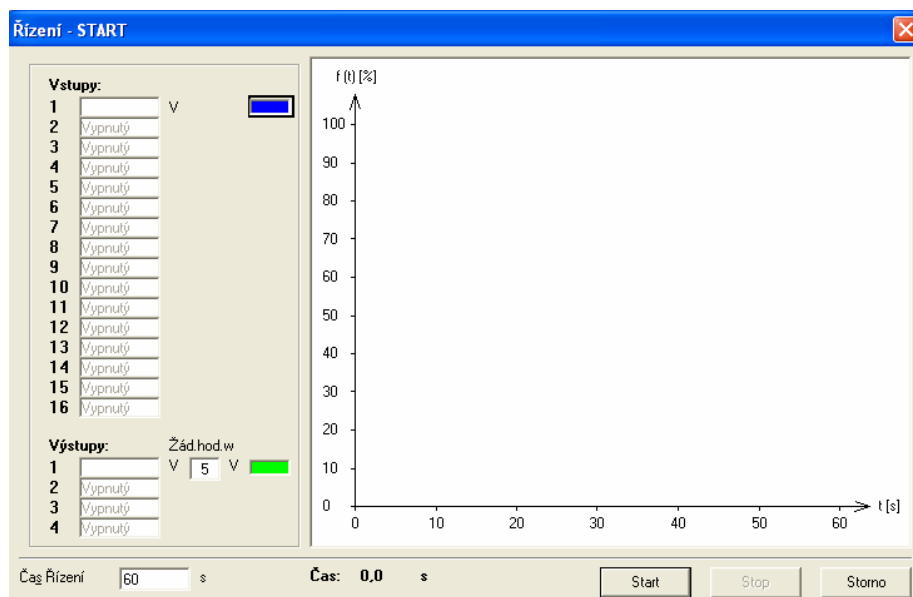 Řízení - START
Vstupy:
1 V
2 Vypnutý
3 Vypnutý
4 Vypnutý
5 Vypnutý
6 Vypnutý
7 Vypnutý
8 Vypnutý
9 Vypnutý
10 Vypnutý
11 Vypnutý
12 Vypnutý
13 Vypnutý
14 Vypnutý
15 Vypnutý
16 Vypnutý
Výstupy: Žád.hod.w
1 V 5 V
2 Vypnutý
3 Vypnutý
4 Vypnutý
f (t) [%]
100
90
80
70
60
50
40
30
20
10
0
t [s]
0 10 20 30 40 50 60
Čas Řízení 60 s
Čas: 0,0 s
Start Stop Storno